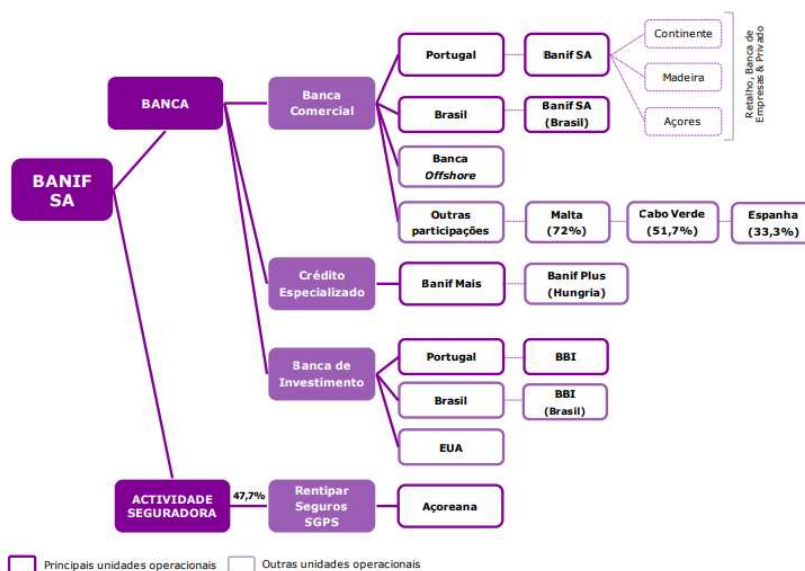 BANIF
SA
BANCA
Banca
Comercial
Portugal
Banif SA
Continente
Madeira
Açores
Retalho, Banca de
Empresas & Privado
Brasil
Banif SA
(Brasil)
Banca
Offshore
Outras
participações
Malta
(72%)
Cabo Verde
(51,7%)
Espanha
(33,3%)
Crédito
Especializado
Banif Mais
Banif Plus
(Hungria)
Banca de
Investimento
Portugal
BBI
Brasil
BBI
(Brasil)
EUA
ACTIVIDADE
SEGURADORA
47,7%
Rentipar
Seguros
SGPS
Açoreana
Principais unidades operacionais
Outras unidades operacionais